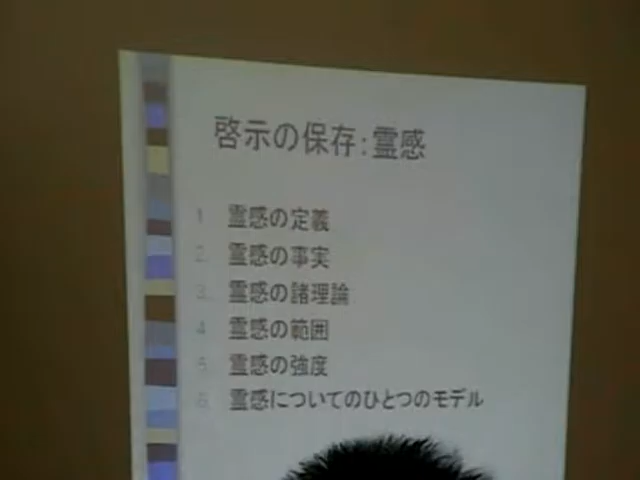 啓示の保存:霊感
1. 霊感の定義
2. 霊感の事実
3. 霊感の諸理論
4. 霊感の範囲
5. 霊感の強度
6. 霊感についてのひとつのモデル